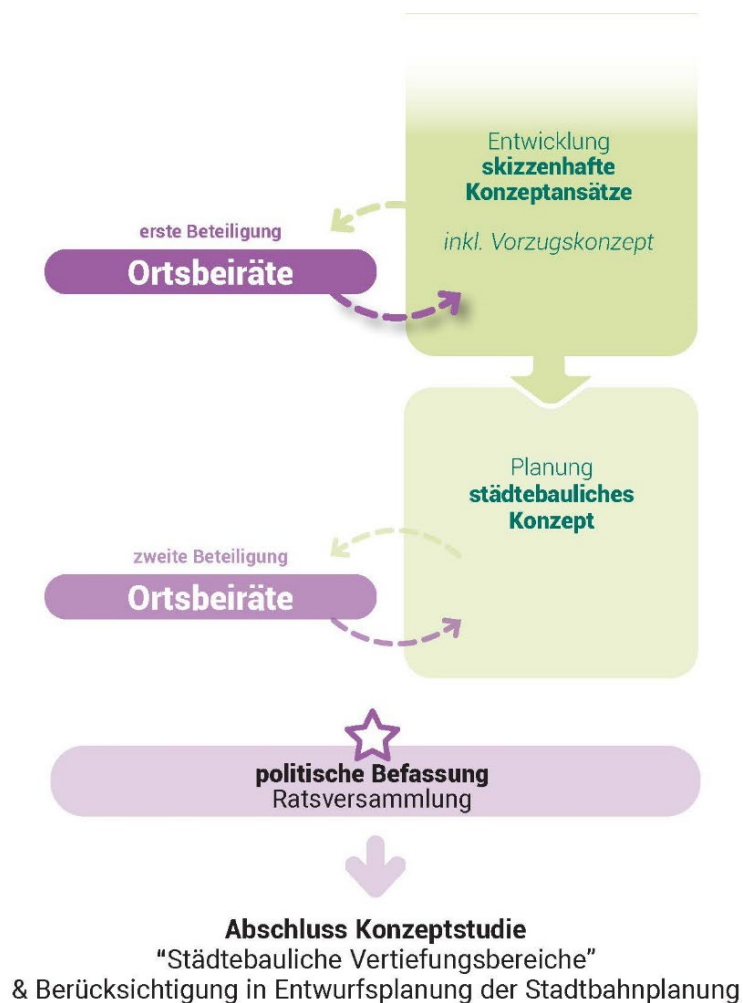 Entwicklung
skizzenhafte
Konzeptansätze
inkl. Vorzugskonzept
erste Beteiligung
Ortsbeiräte
Planung
städtebauliches
Konzept
zweite Beteiligung
Ortsbeiräte
politische Befassung
Ratsversammlung
Abschluss Konzeptstudie
“Städtebauliche Vertiefungsbereiche”
& Berücksichtigung in Entwurfsplanung der Stadtbahnplanung